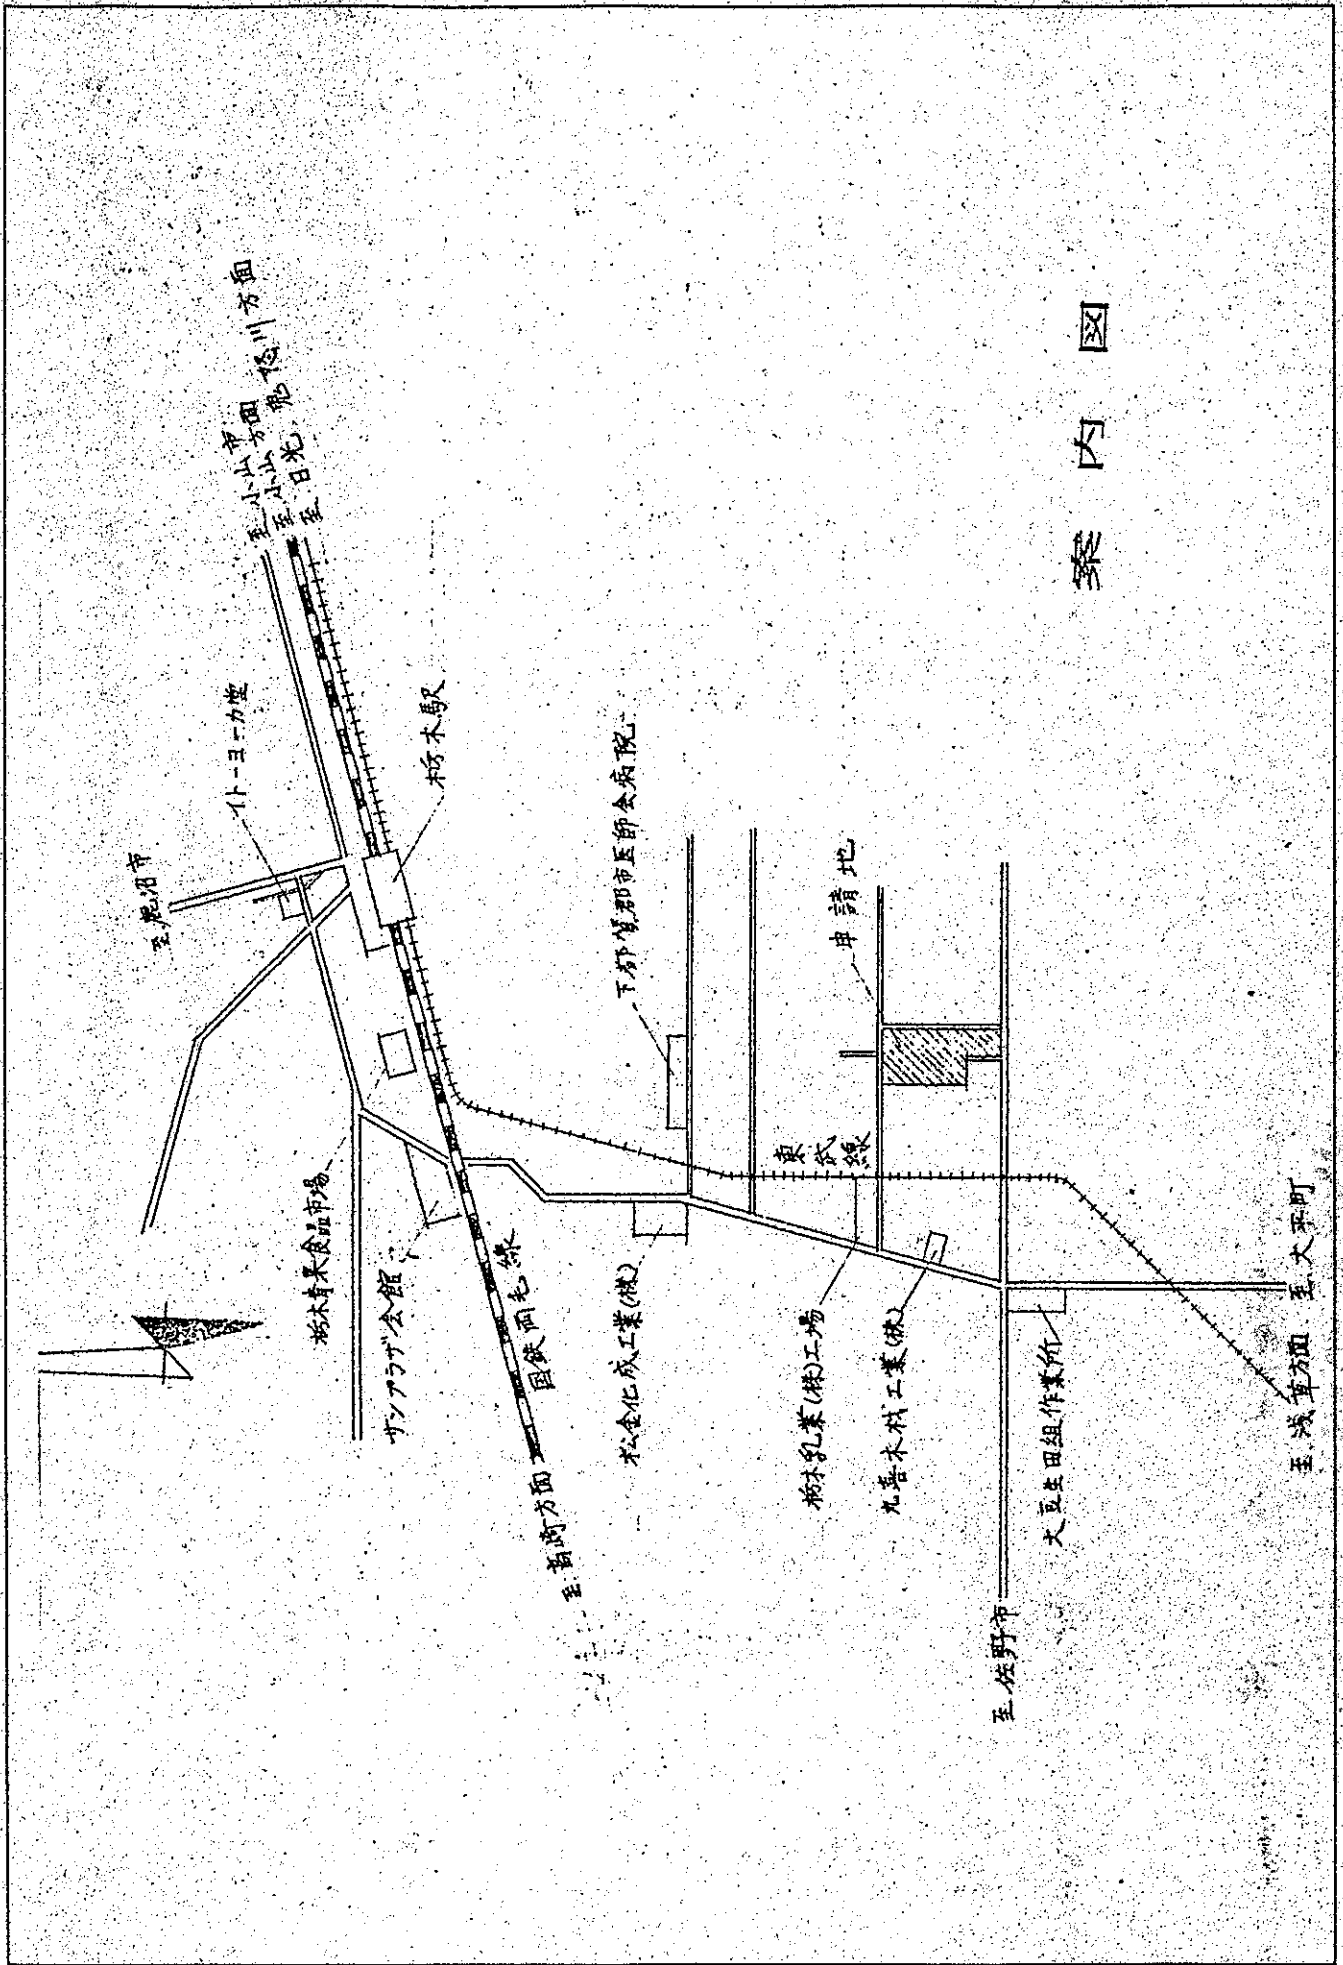 案内図
至 鹿沼市
イトーヨーカ堂
至 小山市
至 小山方面
至 日光 鬼怒川方面
栃木駅
栃木青果食品市場
サンプラザ会館
国鉄両毛線
至 高崎方面
下都賀郡市医師会病院
松金化成工業(株)
東武線
申請地
栃木乳業(株)工場
丸喜木材工業(株)
大豆生田組作業所
至 佐野市
至 大平町
至 浅草方面